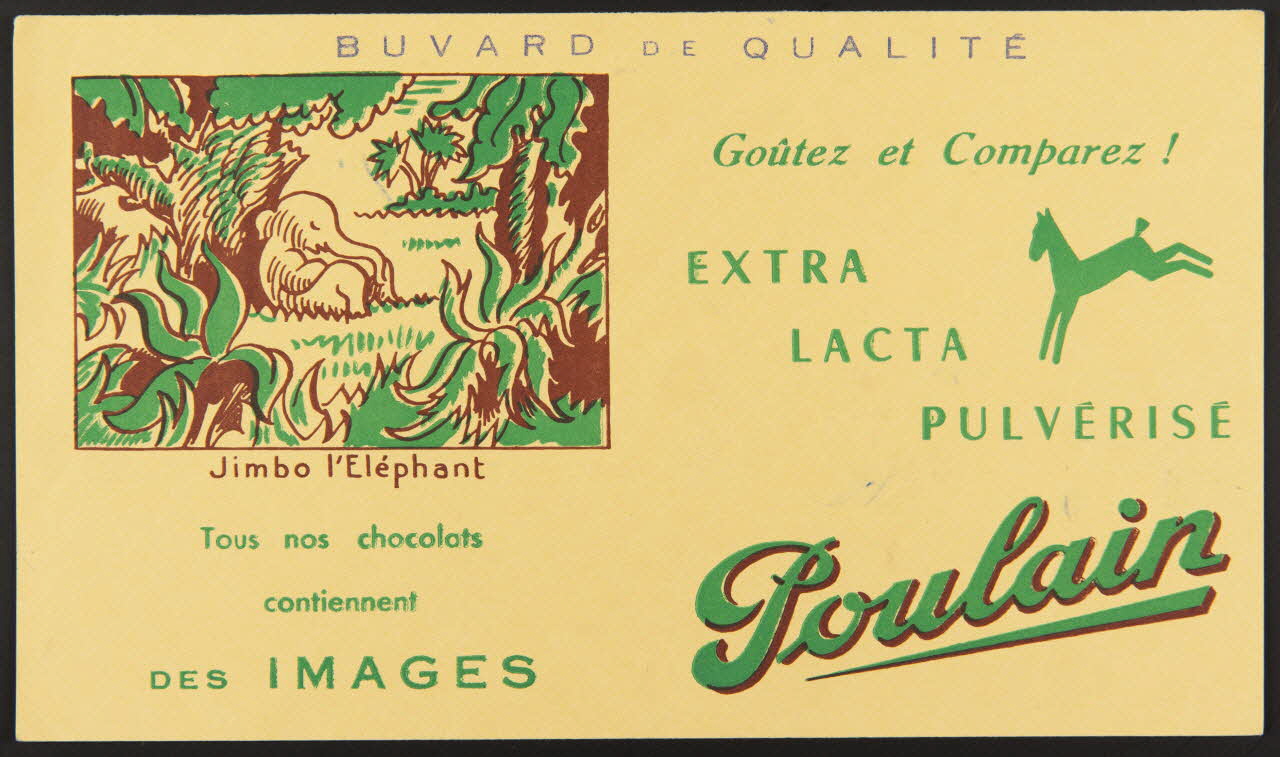 BUVARD DE QUALITÉ
Jimbo l'Eléphant
Tous nos chocolats
contiennent
DES IMAGES
Goûtez et Comparez !
EXTRA
LACTA
PULVÉRISÉ
Poulain